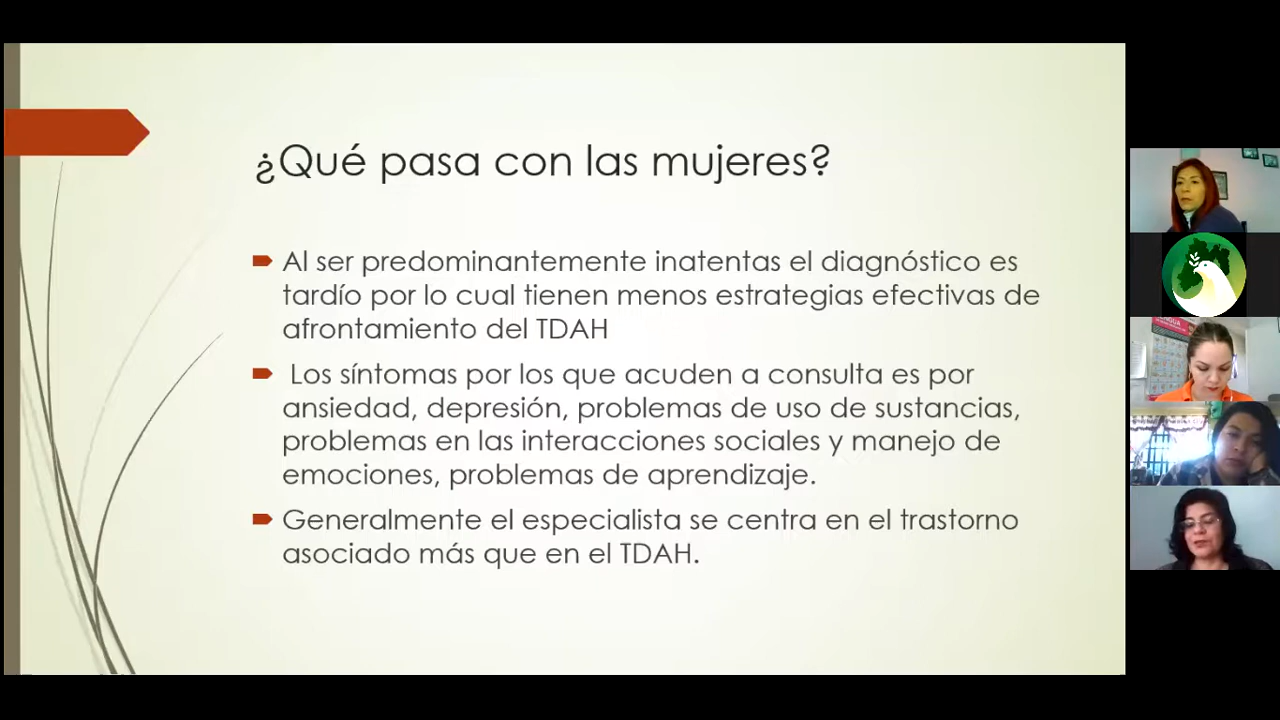 ¿Qué pasa con las mujeres?
Al ser predominantemente inatentas el diagnóstico es
tardío por lo cual tienen menos estrategias efectivas de
afrontamiento del TDAH
Los síntomas por los que acuden a consulta es por
ansiedad, depresión, problemas de uso de sustancias,
problemas en las interacciones sociales y manejo de
emociones, problemas de aprendizaje.
Generalmente el especialista se centra en el trastorno
asociado más que en el TDAH.